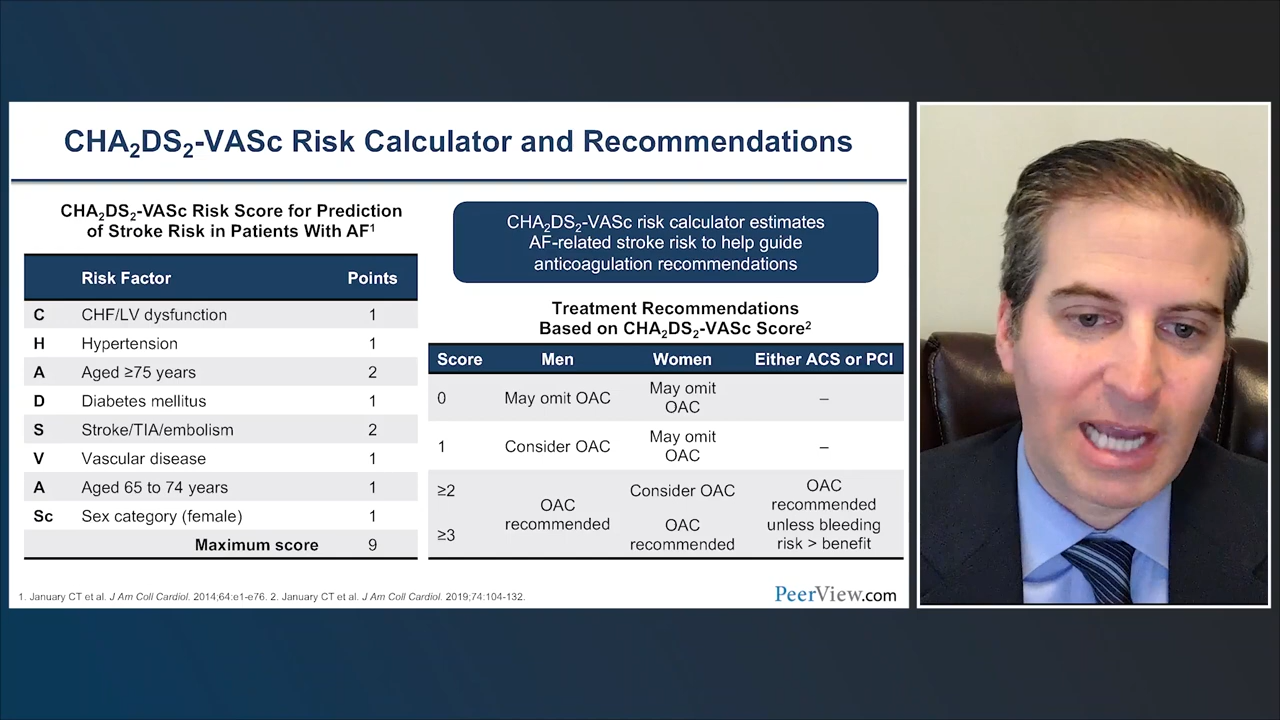 CHA2DS2-VASc Risk Calculator and Recommendations
CHA2DS2-VASc Risk Score for Prediction
of Stroke Risk in Patients With AF1
Risk Factor Points
C CHF/LV dysfunction 1
H Hypertension 1
A Aged ≥75 years 2
D Diabetes mellitus 1
S Stroke/TIA/embolism 2
V Vascular disease 1
A Aged 65 to 74 years 1
Sc Sex category (female) 1
Maximum score 9
CHA2DS2-VASc risk calculator estimates
AF-related stroke risk to help guide
anticoagulation recommendations
Treatment Recommendations
Based on CHA2DS2-VASc Score2
Score Men Women Either ACS or PCI
0 May omit OAC May omit OAC –
1 Consider OAC May omit OAC –
≥2 OAC recommended Consider OAC OAC recommended unless bleeding risk > benefit
≥3 OAC recommended
1. January CT et al. J Am Coll Cardiol. 2014;64:e1-e76. 2. January CT et al. J Am Coll Cardiol. 2019;74:104-132.
PeerView.com